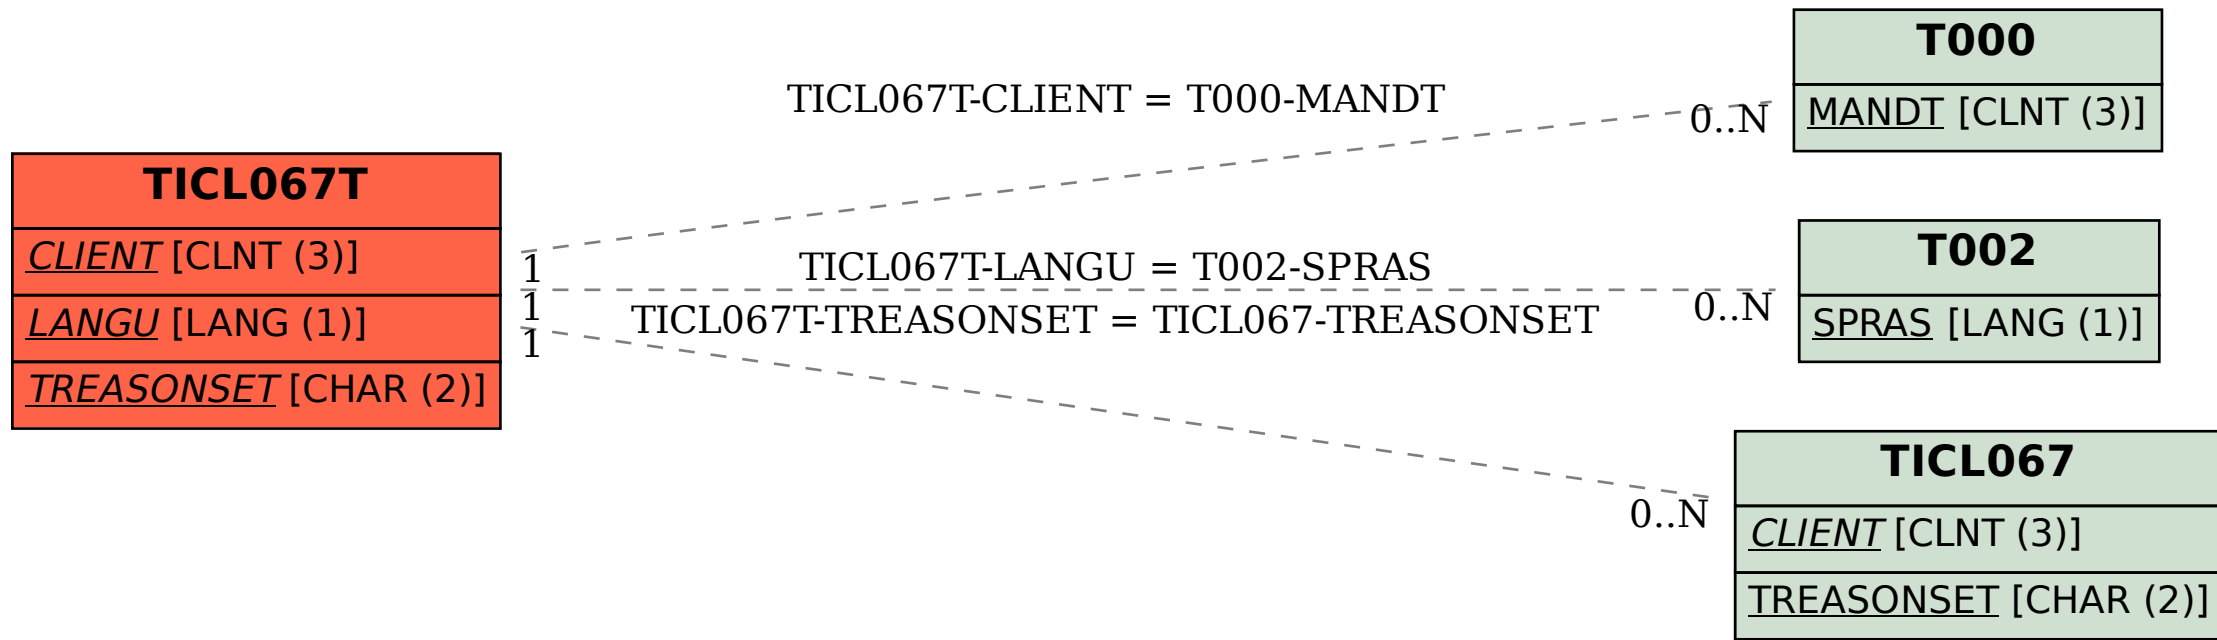 TICL067T
CLIENT [CLNT (3)]
LANGU [LANG (1)]
TREASONSET [CHAR (2)]
TICL067T-CLIENT = T000-MANDT
1
0..N
TICL067T-LANGU = T002-SPRAS
1
0..N
TICL067T-TREASONSET = TICL067-TREASONSET
1
0..N
T000
MANDT [CLNT (3)]
T002
SPRAS [LANG (1)]
TICL067
CLIENT [CLNT (3)]
TREASONSET [CHAR (2)]